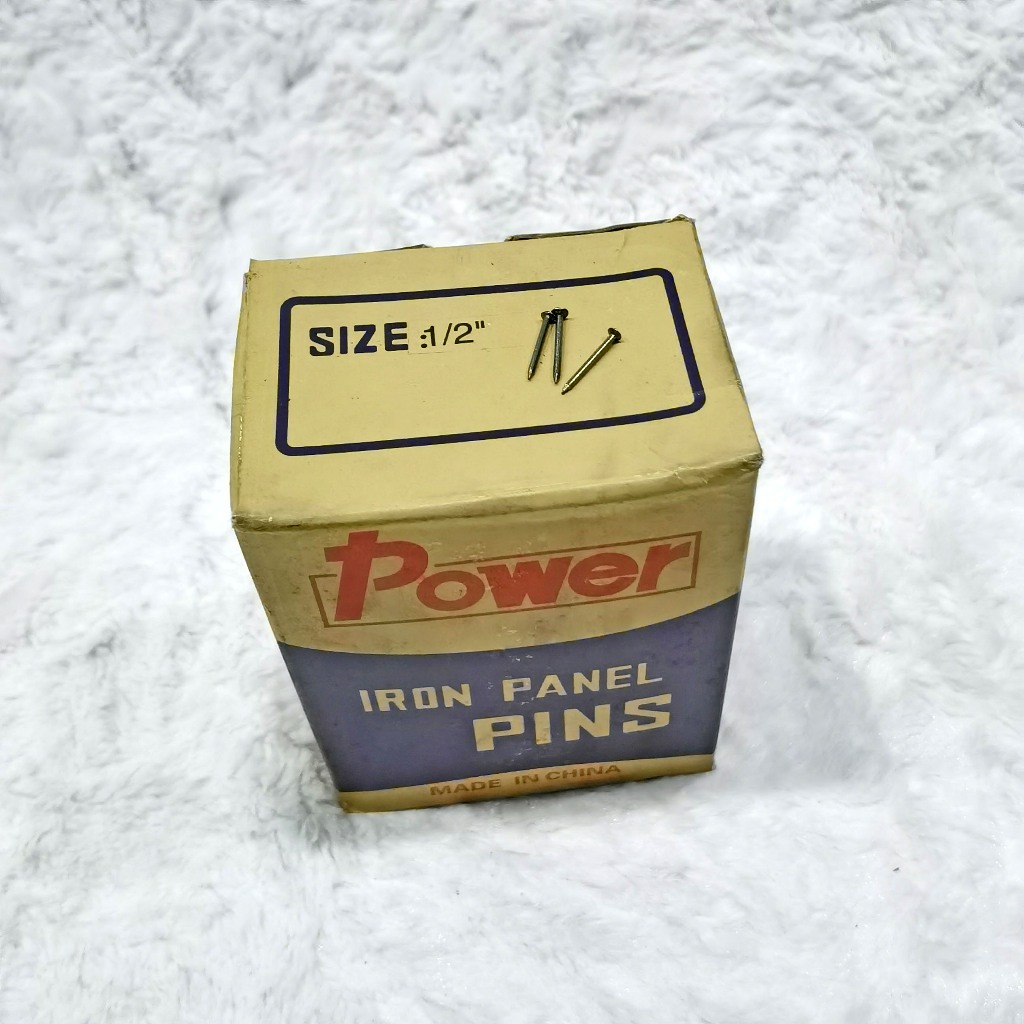 SIZE :1/2"
Power
IRON PANEL
PINS
MADE IN CHINA